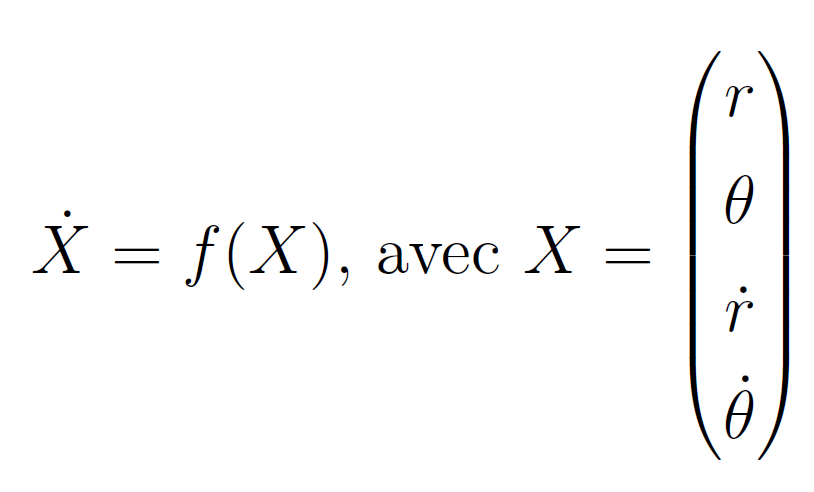 Ẋ = f(X), avec X = (r θ ṙ θ̇)